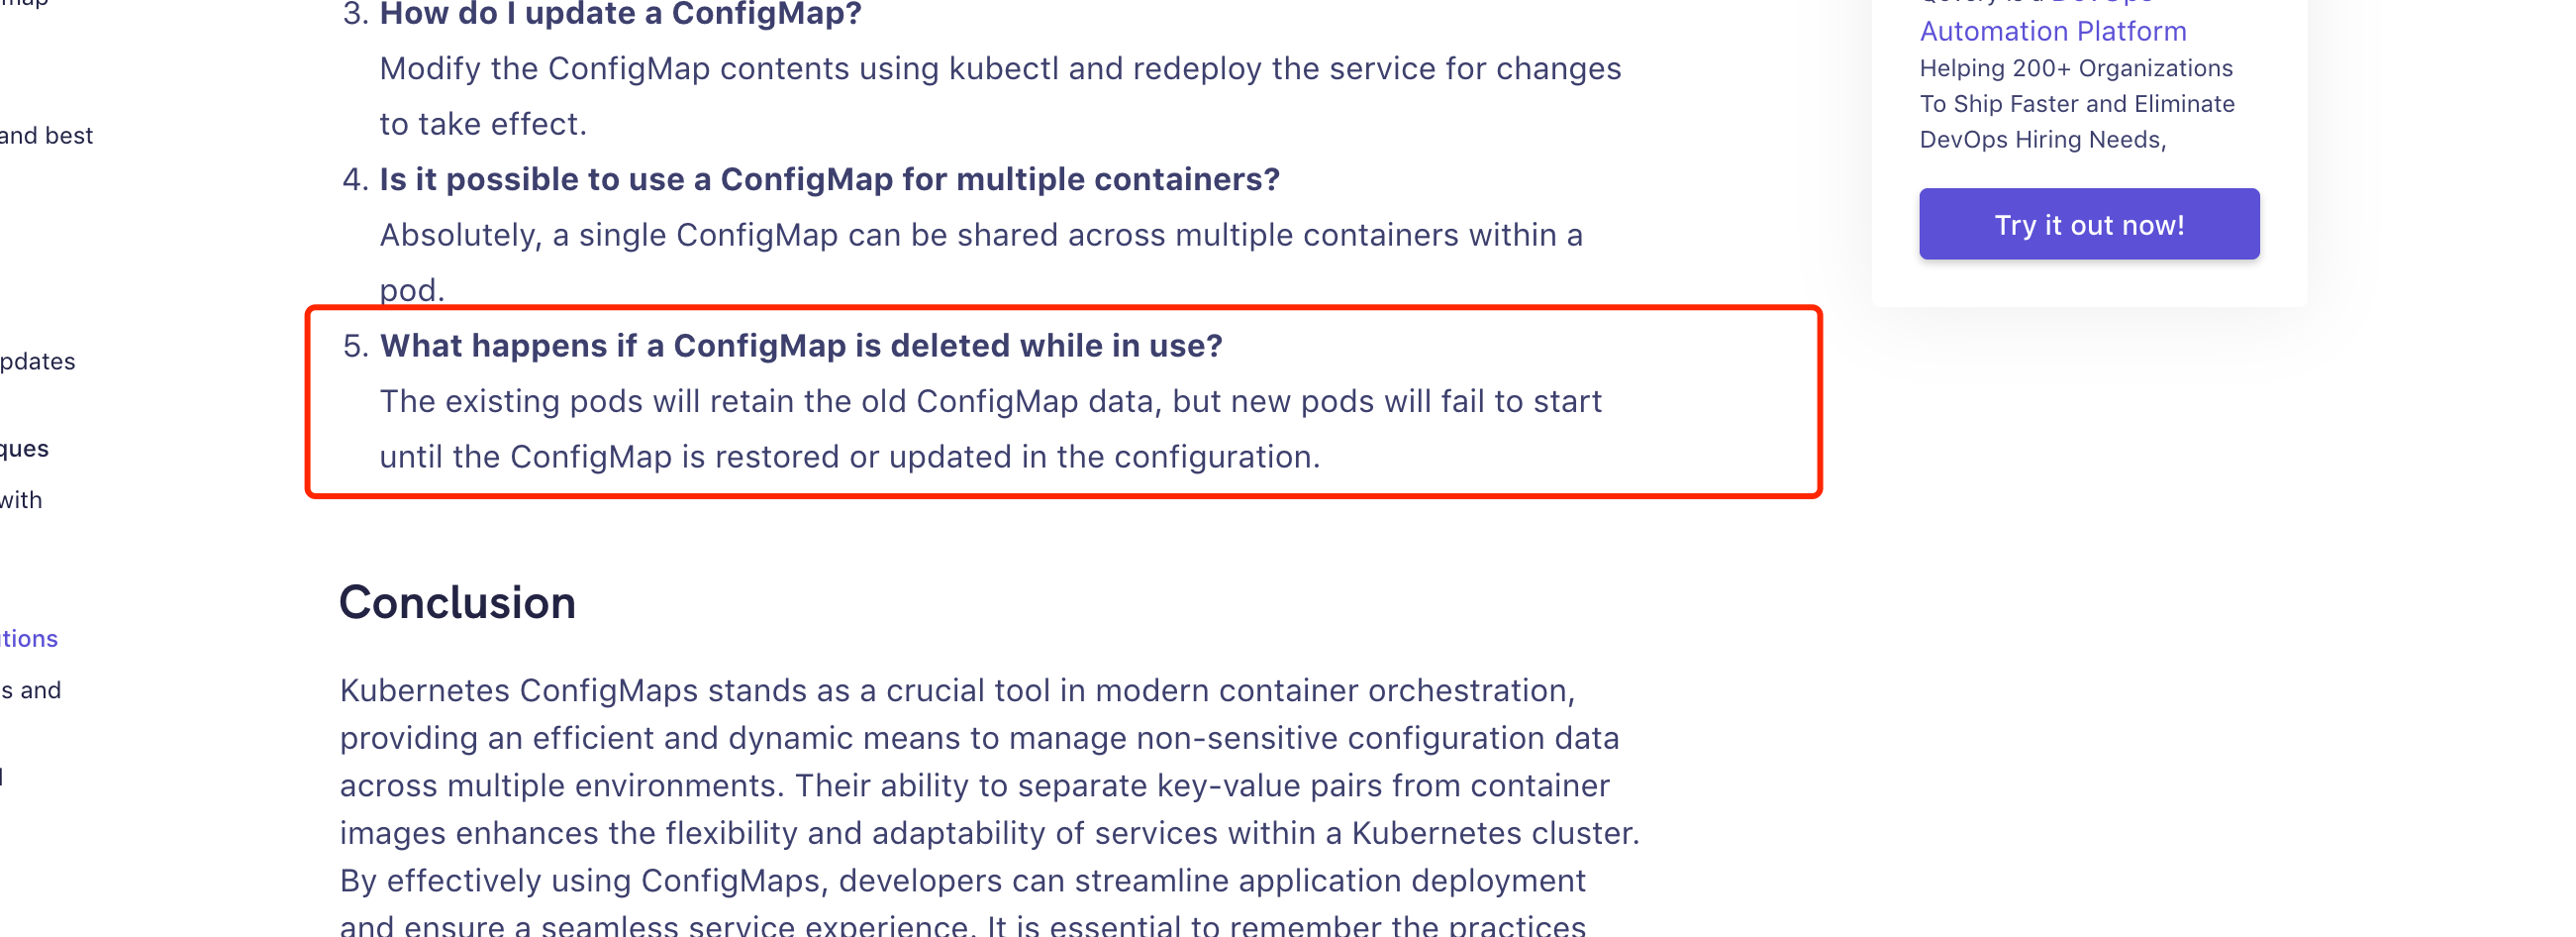 and best
pdates
ques
with
tions
s and
3. How do I update a ConfigMap?
Modify the ConfigMap contents using kubectl and redeploy the service for changes
to take effect.
4. Is it possible to use a ConfigMap for multiple containers?
Absolutely, a single ConfigMap can be shared across multiple containers within a
pod.
5. What happens if a ConfigMap is deleted while in use?
The existing pods will retain the old ConfigMap data, but new pods will fail to start
until the ConfigMap is restored or updated in the configuration.
Conclusion
Kubernetes ConfigMaps stands as a crucial tool in modern container orchestration,
providing an efficient and dynamic means to manage non-sensitive configuration data
across multiple environments. Their ability to separate key-value pairs from container
images enhances the flexibility and adaptability of services within a Kubernetes cluster.
By effectively using ConfigMaps, developers can streamline application deployment
and ensure a seamless service experience. It is essential to remember the practices
Automation Platform
Helping 200+ Organizations
To Ship Faster and Eliminate
DevOps Hiring Needs,
Try it out now!